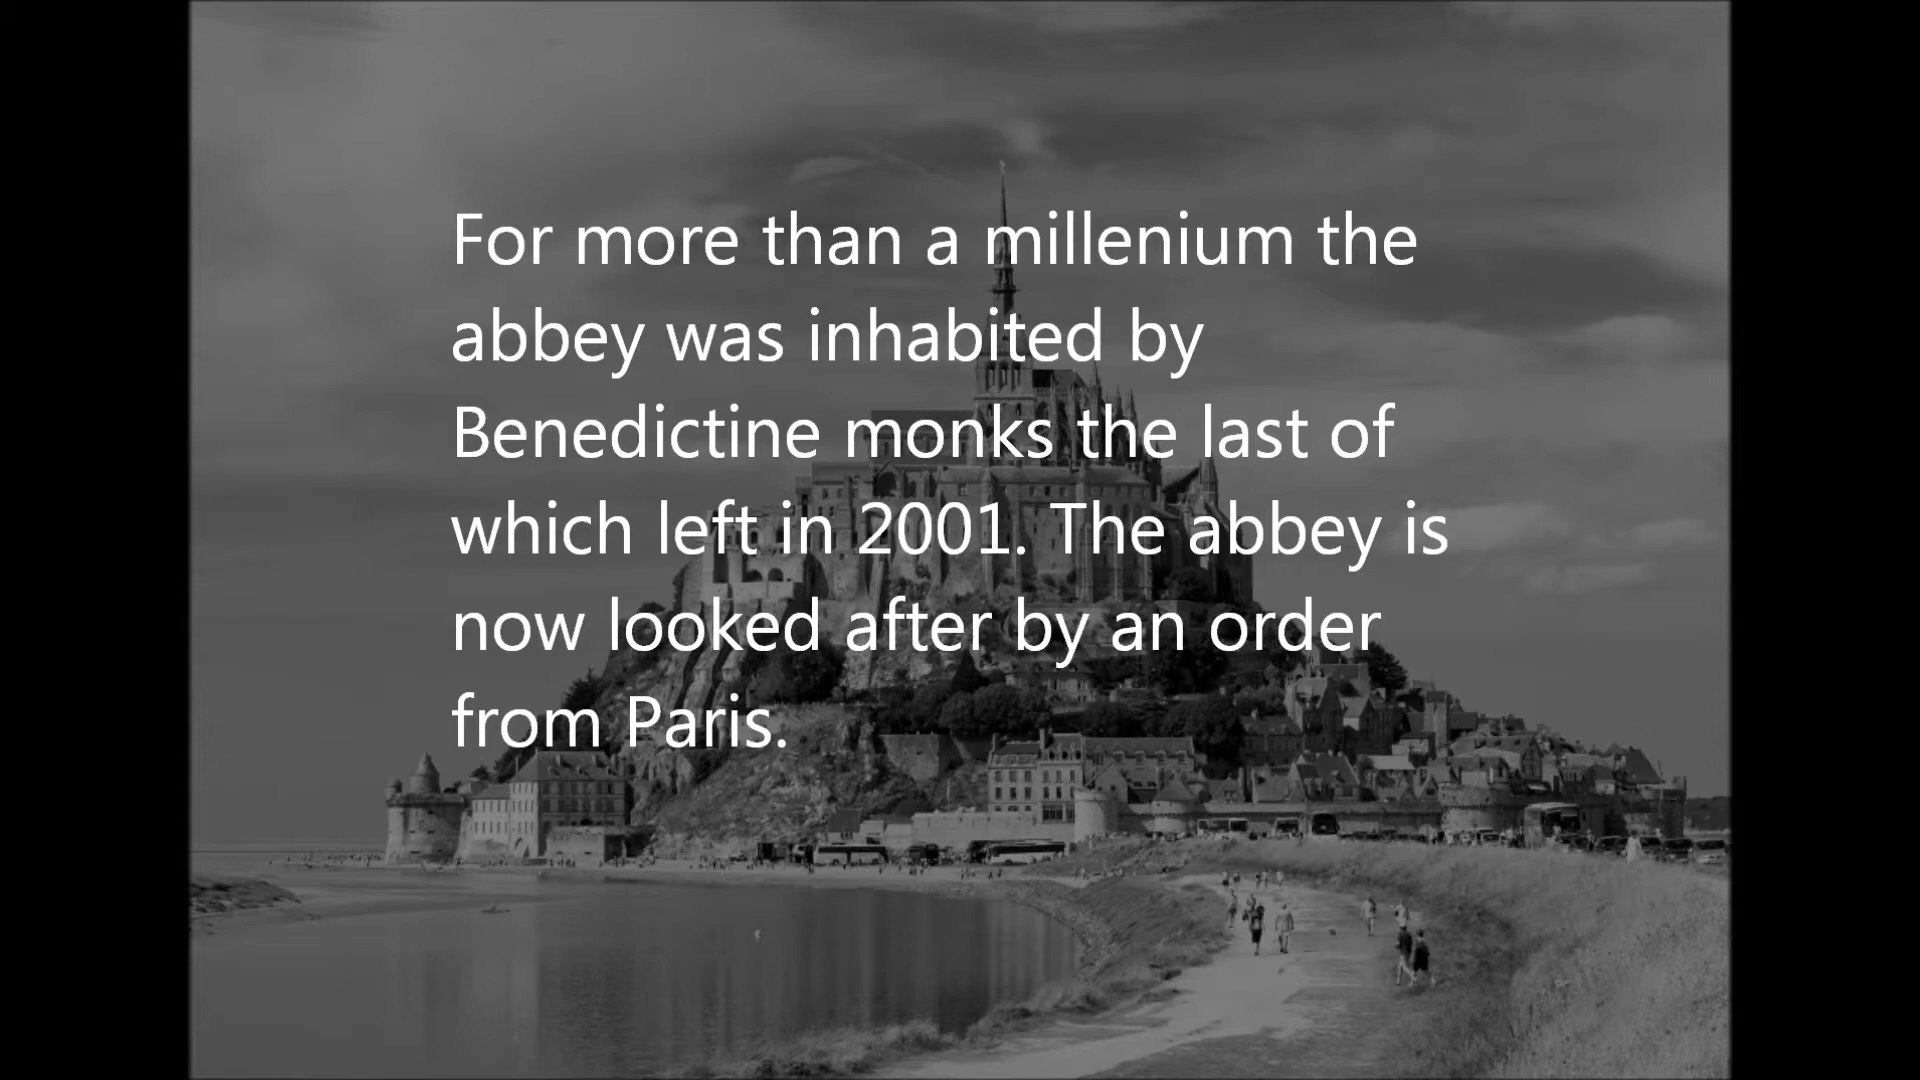 For more than a millenium the
abbey was inhabited by
Benedictine monks the last of
which left in 2001. The abbey is
now looked after by an order
from Paris.